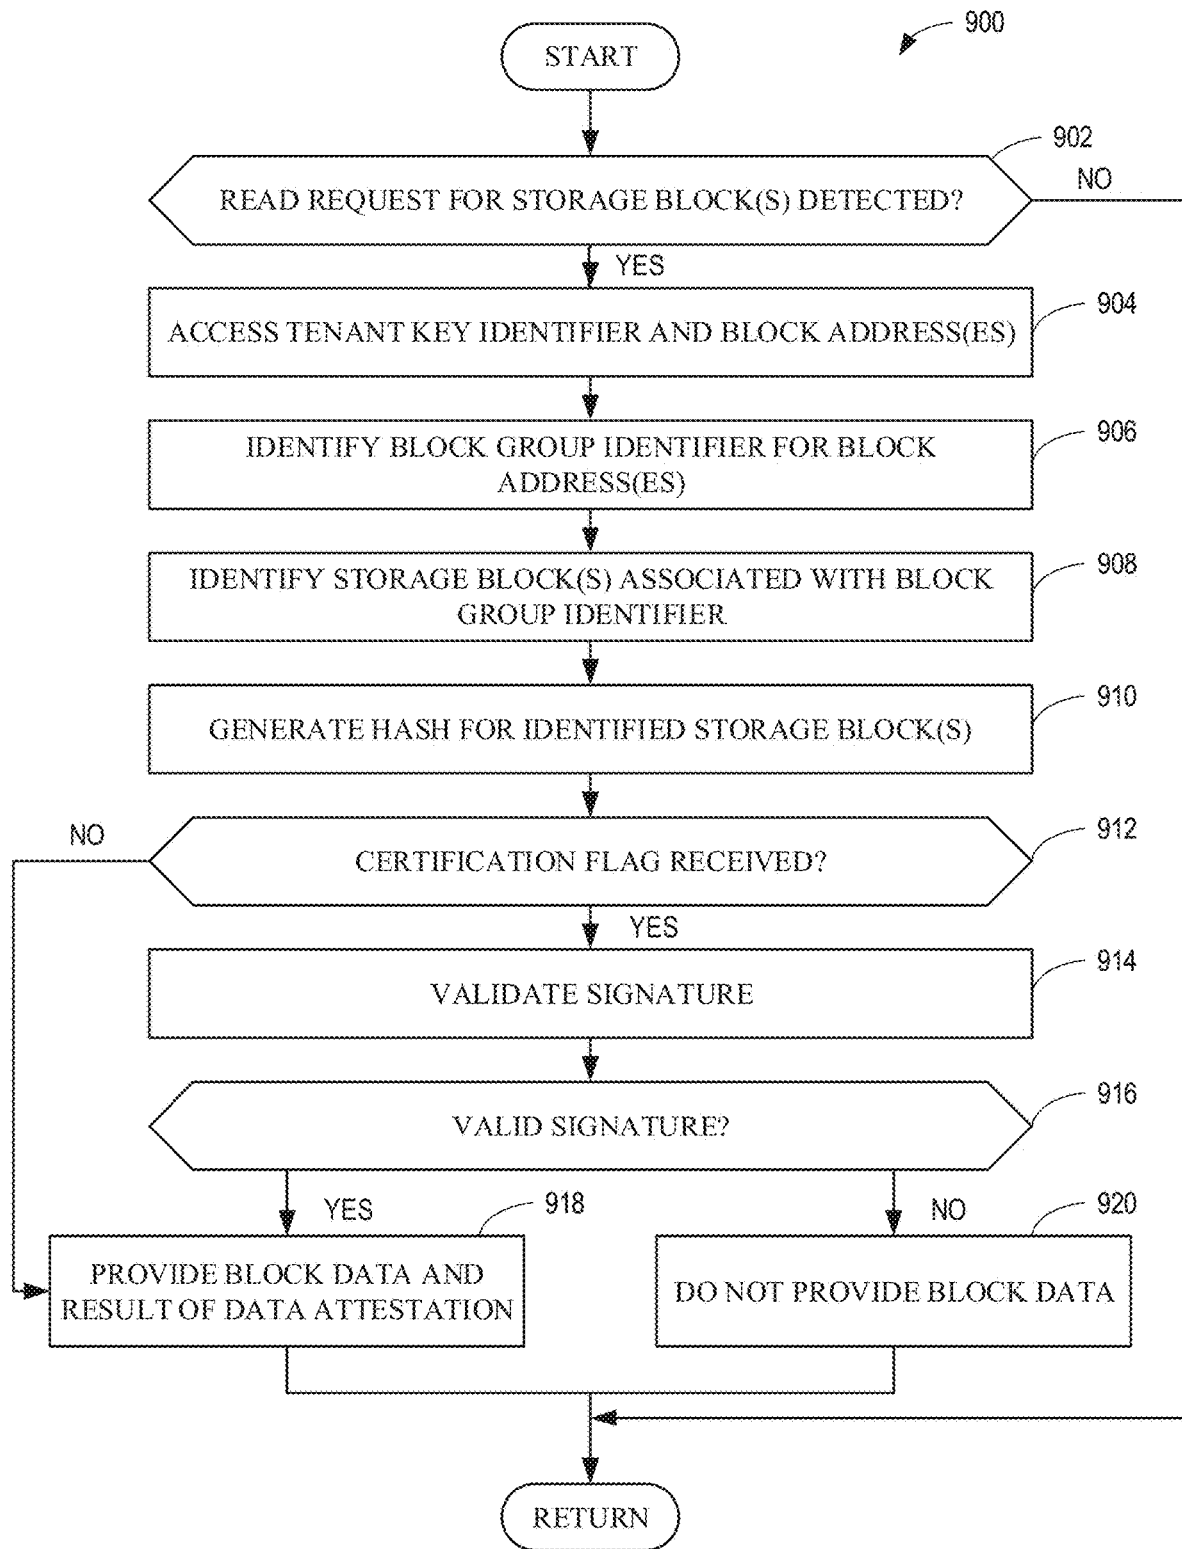 900
START
902
READ REQUEST FOR STORAGE BLOCK(S) DETECTED?
NO
YES
904
ACCESS TENANT KEY IDENTIFIER AND BLOCK ADDRESS(ES)
906
IDENTIFY BLOCK GROUP IDENTIFIER FOR BLOCK
ADDRESS(ES)
908
IDENTIFY STORAGE BLOCK(S) ASSOCIATED WITH BLOCK
GROUP IDENTIFIER
910
GENERATE HASH FOR IDENTIFIED STORAGE BLOCK(S)
912
NO
CERTIFICATION FLAG RECEIVED?
YES
914
VALIDATE SIGNATURE
916
VALID SIGNATURE?
YES
918
NO
920
PROVIDE BLOCK DATA AND
RESULT OF DATA ATTESTATION
DO NOT PROVIDE BLOCK DATA
RETURN